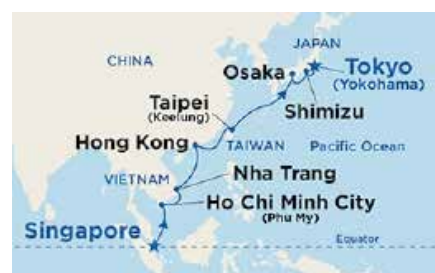 JAPAN
CHINA
Osaka
Tokyo
(Yokohama)
Taipei
(Keelung)
Shimizu
Hong Kong
TAIWAN
Pacific Ocean
VIETNAM
Nha Trang
Ho Chi Minh City
(Phu My)
Singapore
Equator